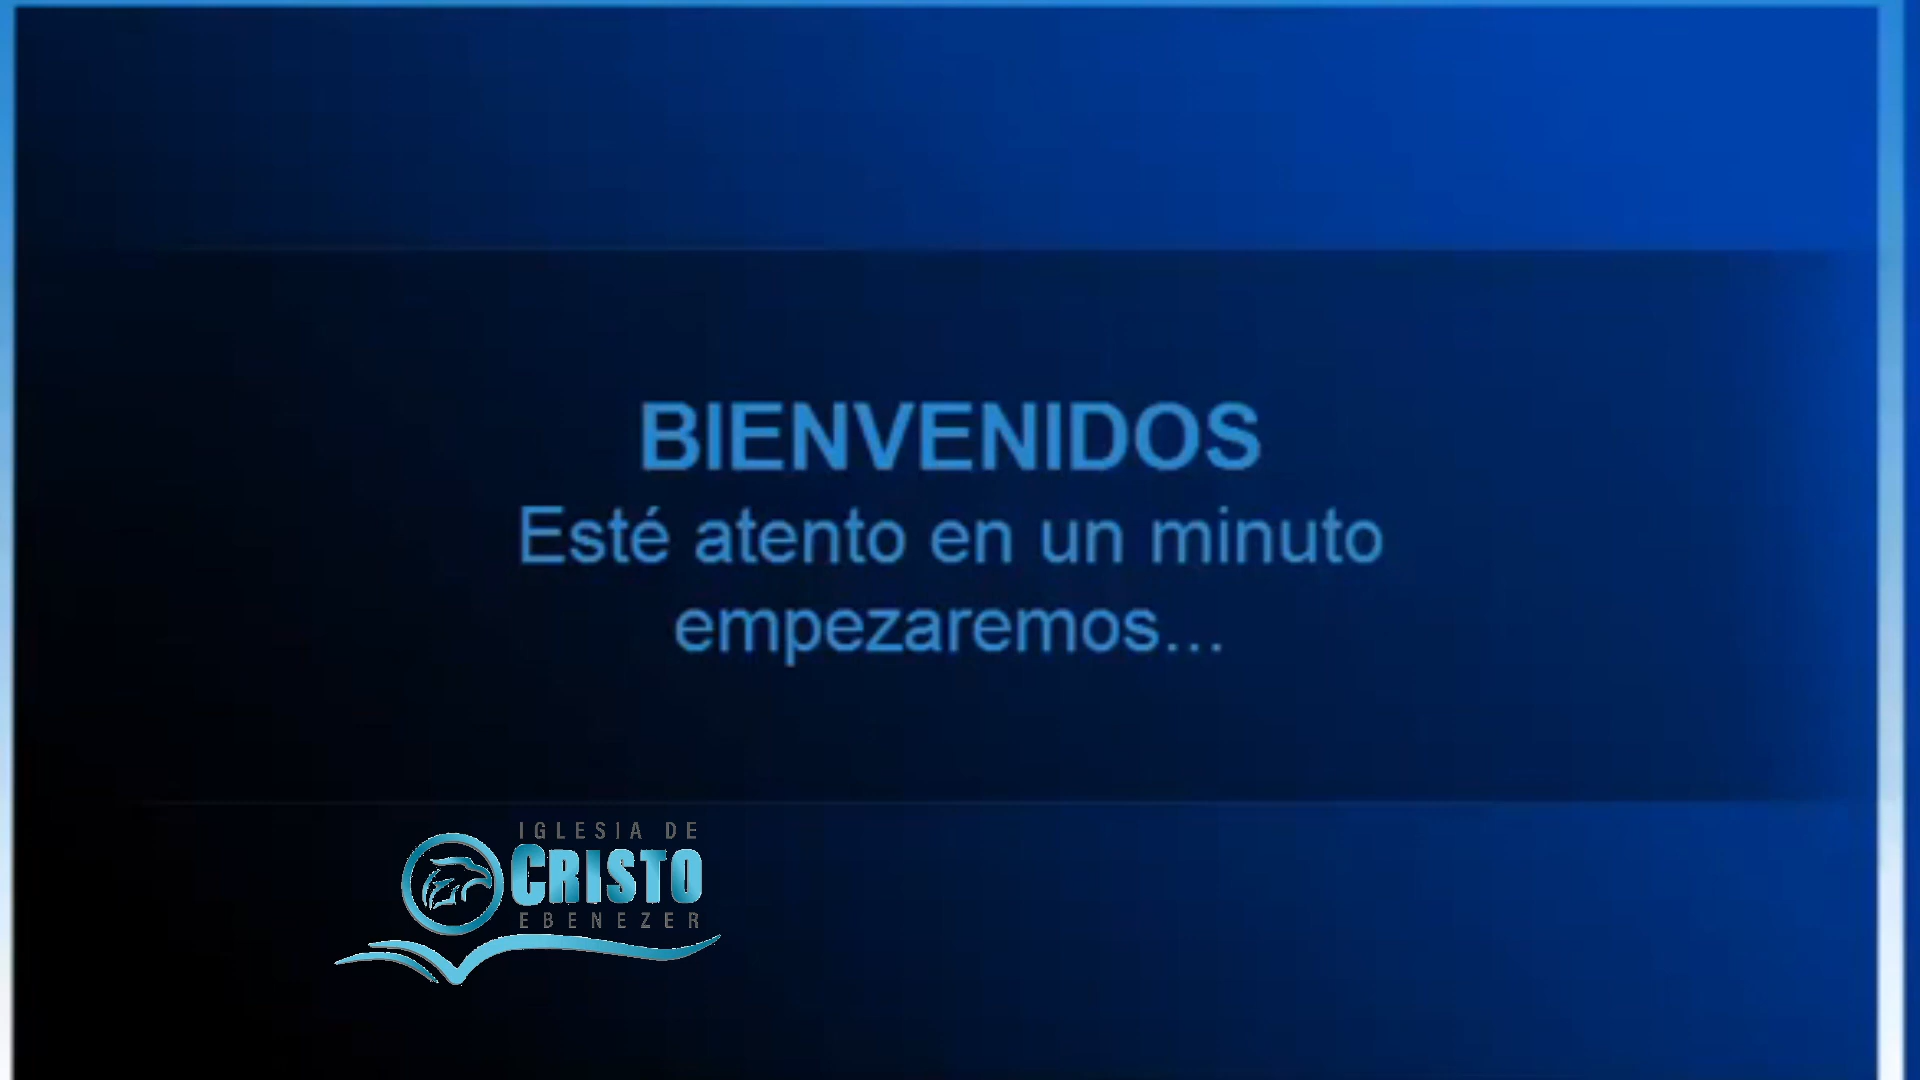 BIENVENIDOS
Esté atento en un minuto
empezaremos...
IGLESIA DE
CRISTO
EBENEZER